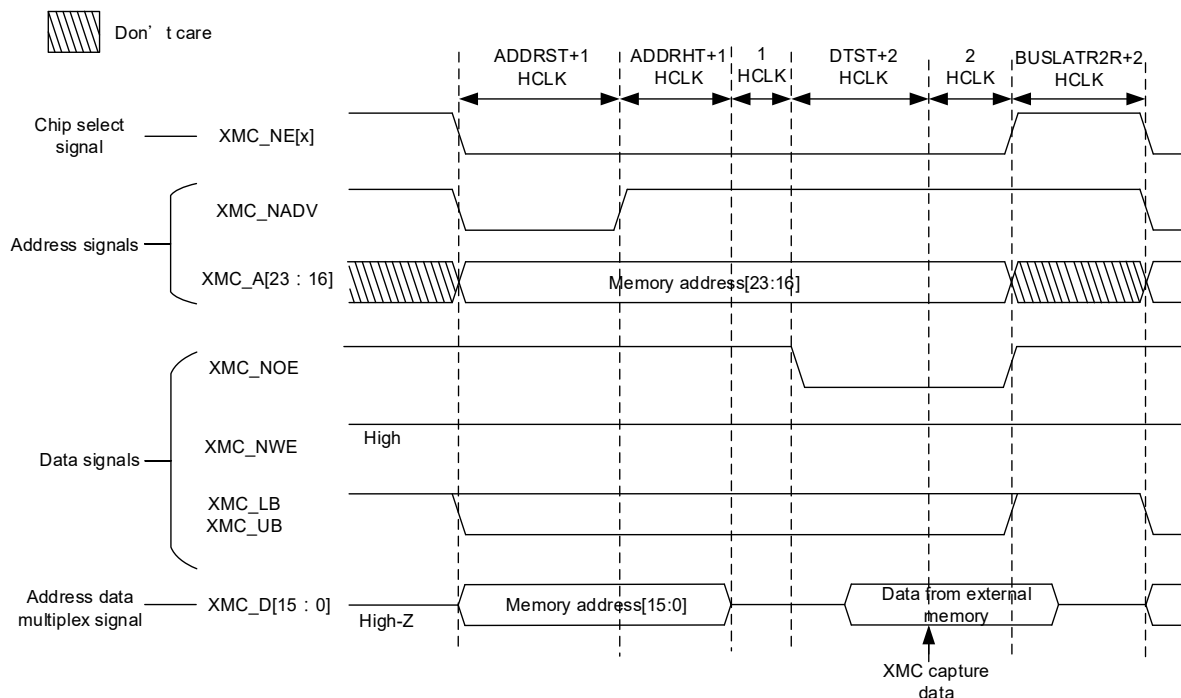 Don’ t care
ADDRST+1
HCLK
ADDRHT+1
HCLK
1
HCLK
DTST+2
HCLK
2
HCLK
BUSLATR2R+2
HCLK
Chip select
signal
XMC_NE[x]
Address signals
XMC_NADV
XMC_A[23 : 16]
Memory address[23:16]
Data signals
XMC_NOE
XMC_NWE
High
XMC_LB
XMC_UB
Address data
multiplex signal
XMC_D[15 : 0]
High-Z
Memory address[15:0]
Data from external
memory
XMC capture
data